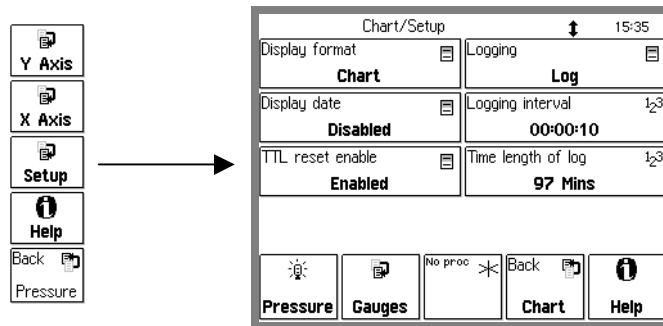 Y Axis
X Axis
Setup
Help
Back
Pressure
Chart/Setup 15:35
Display format
Chart
Logging
Log
Display date
Disabled
Logging interval 123
00:00:10
TTL reset enable
Enabled
Time length of log 123
97 Mins
Pressure
Gauges
No proc
Back
Chart
Help